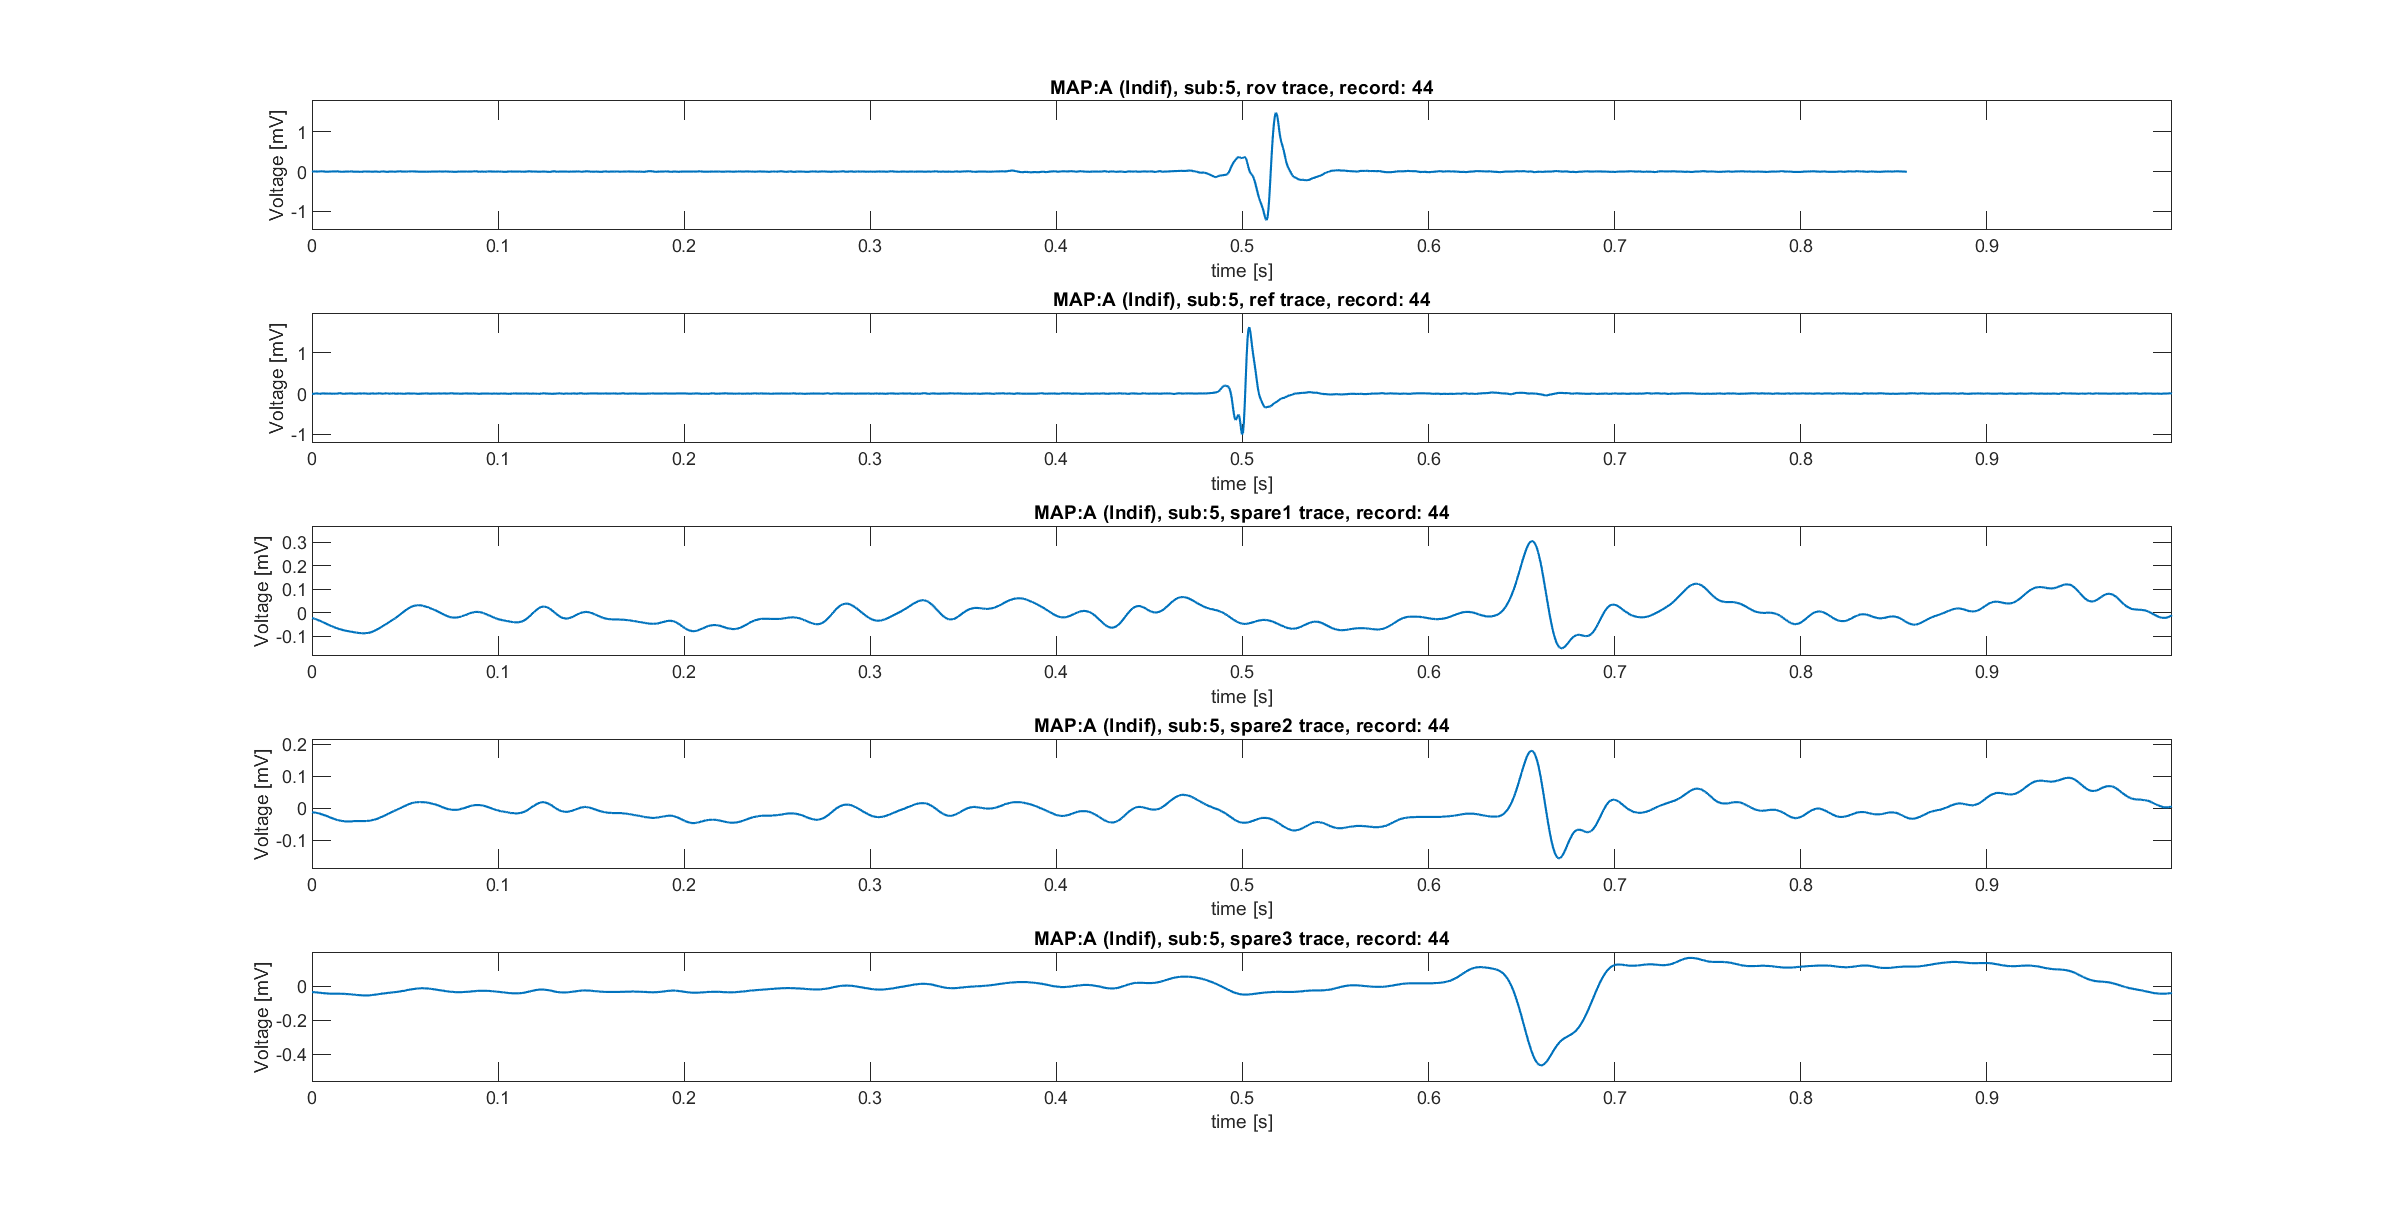 MAP:A (Indif), sub:5, rov trace, record: 44
Voltage [mV]
1
0
-1
0 0.1 0.2 0.3 0.4 0.5 0.6 0.7 0.8 0.9
time [s]
MAP:A (Indif), sub:5, ref trace, record: 44
Voltage [mV]
1
0
-1
0 0.1 0.2 0.3 0.4 0.5 0.6 0.7 0.8 0.9
time [s]
MAP:A (Indif), sub:5, spare1 trace, record: 44
Voltage [mV]
0.3
0.2
0.1
0
-0.1
0 0.1 0.2 0.3 0.4 0.5 0.6 0.7 0.8 0.9
time [s]
MAP:A (Indif), sub:5, spare2 trace, record: 44
Voltage [mV]
0.2
0.1
0
-0.1
0 0.1 0.2 0.3 0.4 0.5 0.6 0.7 0.8 0.9
time [s]
MAP:A (Indif), sub:5, spare3 trace, record: 44
Voltage [mV]
0
-0.2
-0.4
0 0.1 0.2 0.3 0.4 0.5 0.6 0.7 0.8 0.9
time [s]